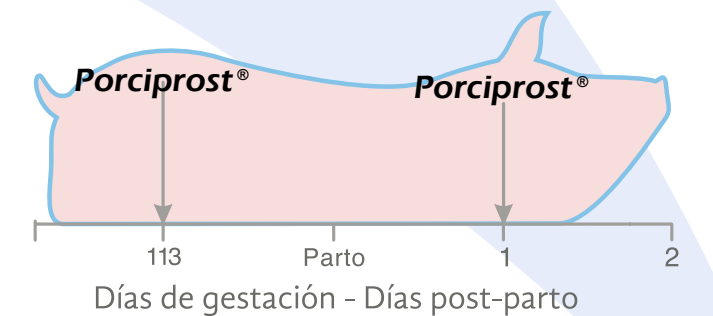 Porciprost®
Porciprost®
113 Parto 1 2
Días de gestación - Días post-parto